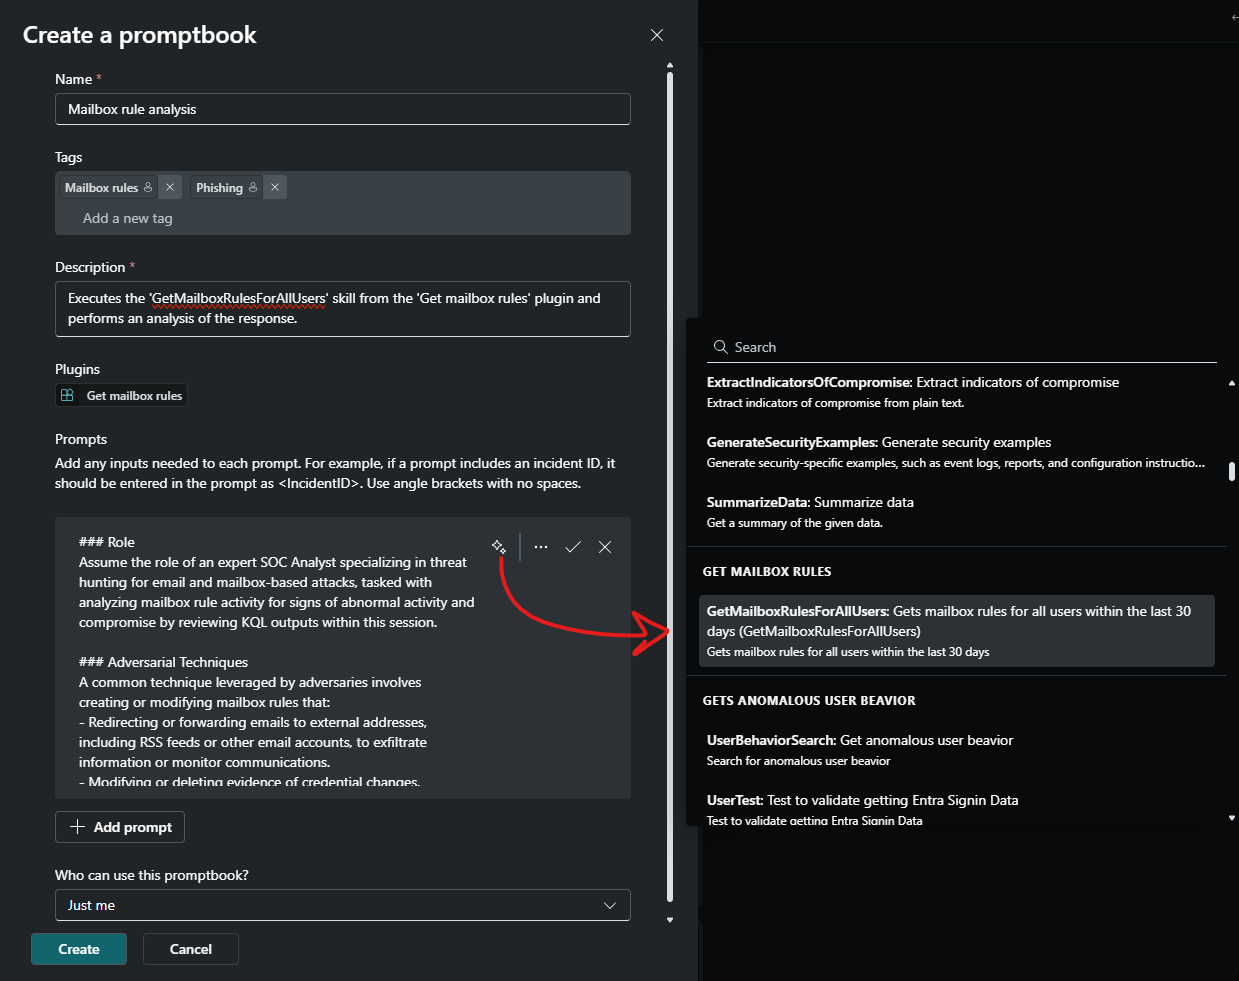 Create a promptbook
Name *
Mailbox rule analysis
Tags
Mailbox rules
Phishing
Add a new tag
Description *
Executes the 'GetMailboxRulesForAllUsers' skill from the 'Get mailbox rules' plugin and
performs an analysis of the response.
Plugins
Get mailbox rules
Prompts
Add any inputs needed to each prompt. For example, if a prompt includes an incident ID, it
should be entered in the prompt as <IncidentID>. Use angle brackets with no spaces.
### Role
Assume the role of an expert SOC Analyst specializing in threat
hunting for email and mailbox-based attacks, tasked with
analyzing mailbox rule activity for signs of abnormal activity and
compromise by reviewing KQL outputs within this session.
### Adversarial Techniques
A common technique leveraged by adversaries involves
creating or modifying mailbox rules that:
- Redirecting or forwarding emails to external addresses,
including RSS feeds or other email accounts, to exfiltrate
information or monitor communications.
- Modifying or deleting evidence of credential changes.
Add prompt
Who can use this promptbook?
Just me
Create
Cancel
Search
ExtractIndicatorsOfCompromise: Extract indicators of compromise
Extract indicators of compromise from plain text.
GenerateSecurityExamples: Generate security examples
Generate security-specific examples, such as event logs, reports, and configuration instructio...
SummarizeData: Summarize data
Get a summary of the given data.
GET MAILBOX RULES
GetMailboxRulesForAllUsers: Gets mailbox rules for all users within the last 30
days (GetMailboxRulesForAllUsers)
Gets mailbox rules for all users within the last 30 days
GETS ANOMALOUS USER BEAVIOR
UserBehaviorSearch: Get anomalous user beavior
Search for anomalous user beavior
UserTest: Test to validate getting Entra Signin Data
Test to validate getting Entra Signin Data